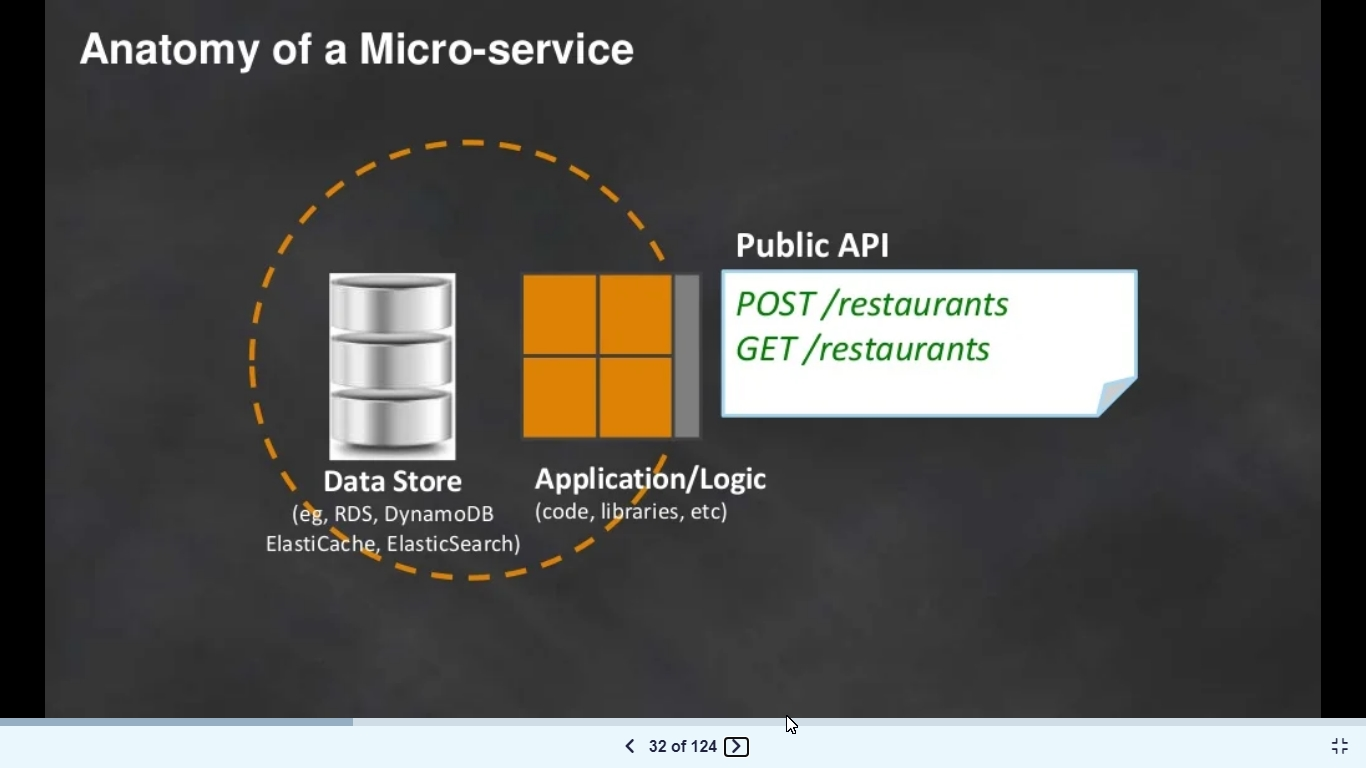 Anatomy of a Micro-service
Public API
POST /restaurants
GET /restaurants
Data Store
(eg, RDS, DynamoDB
ElastiCache, ElasticSearch)
Application/Logic
(code, libraries, etc)
32 of 124